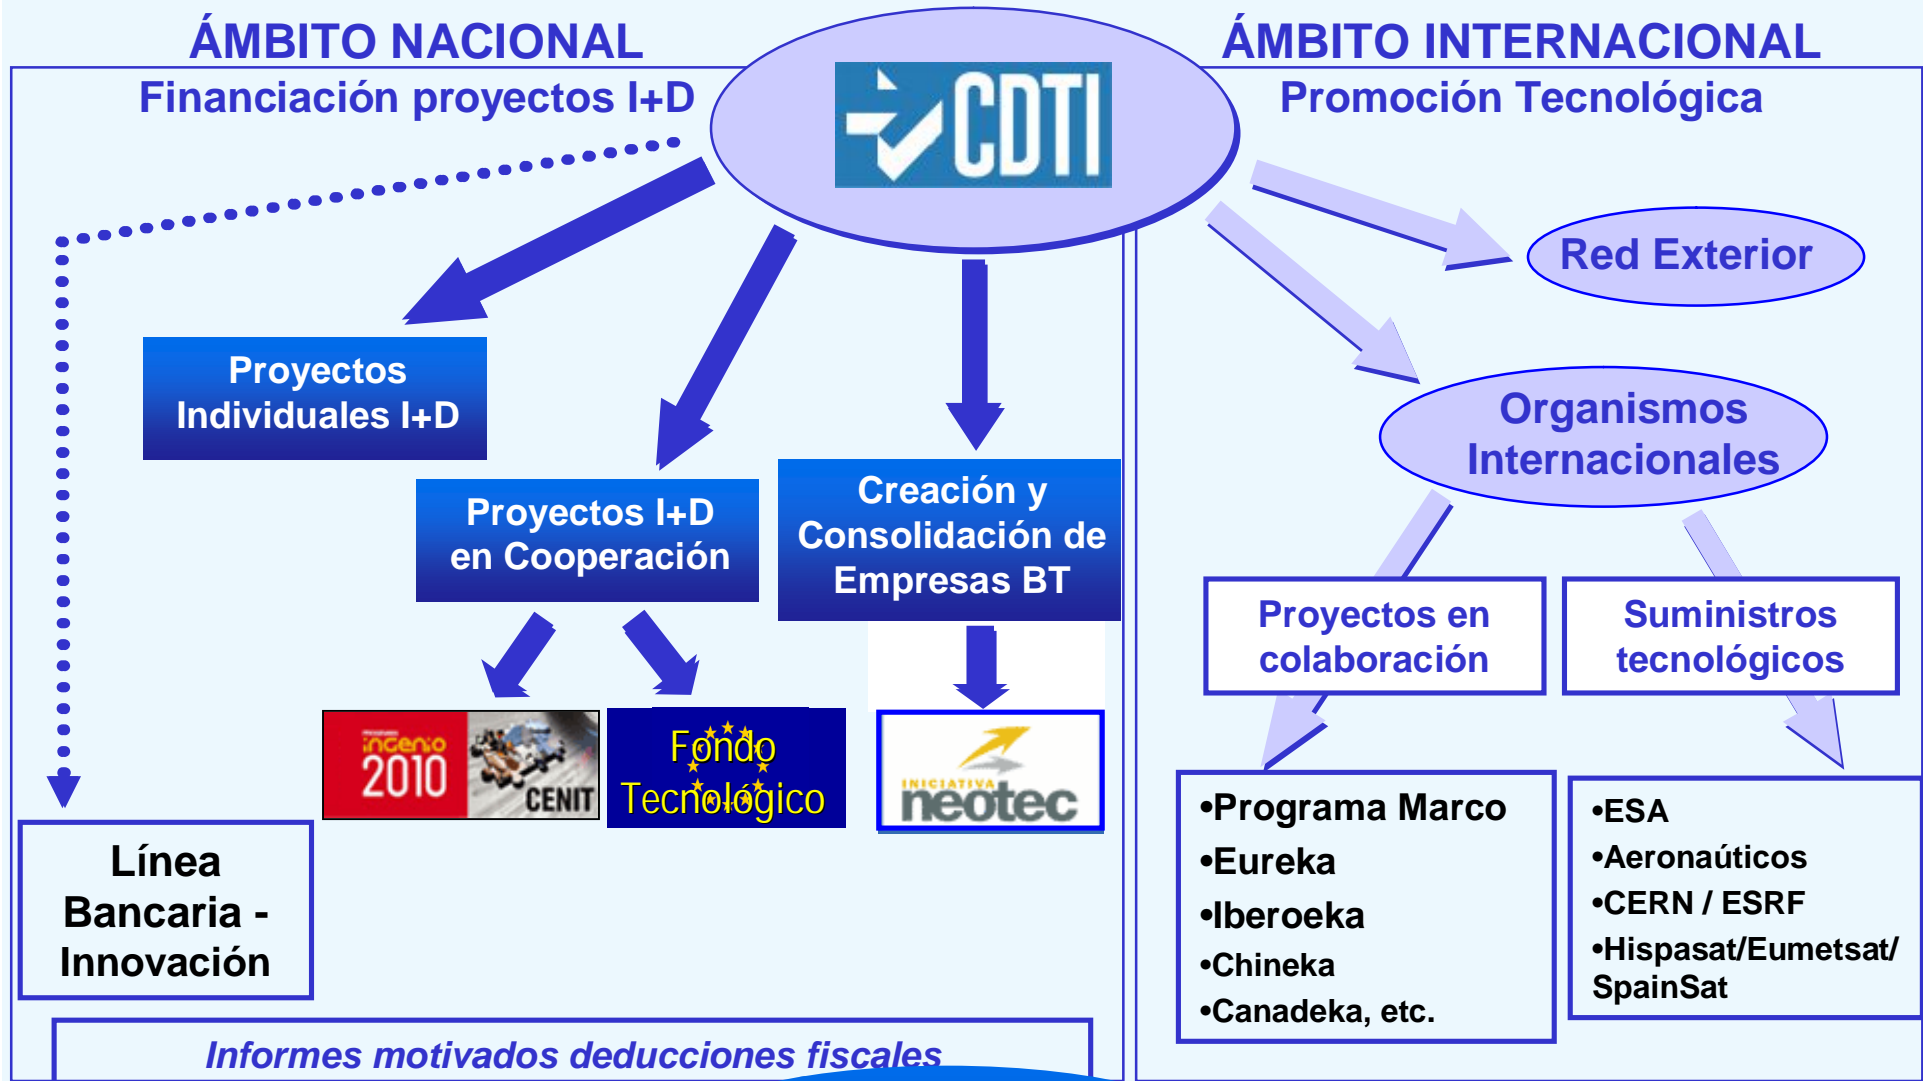 ÁMBITO NACIONAL
Financiación proyectos I+D
CDTI
ÁMBITO INTERNACIONAL
Promoción Tecnológica
Red Exterior
Organismos
Internacionales
Proyectos
Individuales I+D
Proyectos I+D
en Cooperación
Creación y
Consolidación de
Empresas BT
Proyectos en
colaboración
Suministros
tecnológicos
ingenio
2010
CENIT
Fondo
Tecnológico
INICIATIVA
neotec
Línea
Bancaria -
Innovación
•Programa Marco
•Eureka
•Iberoeka
•Chineka
•Canadeka, etc.
•ESA
•Aeronaúticos
•CERN / ESRF
•Hispasat/Eumetsat/
SpainSat
Informes motivados deducciones fiscales